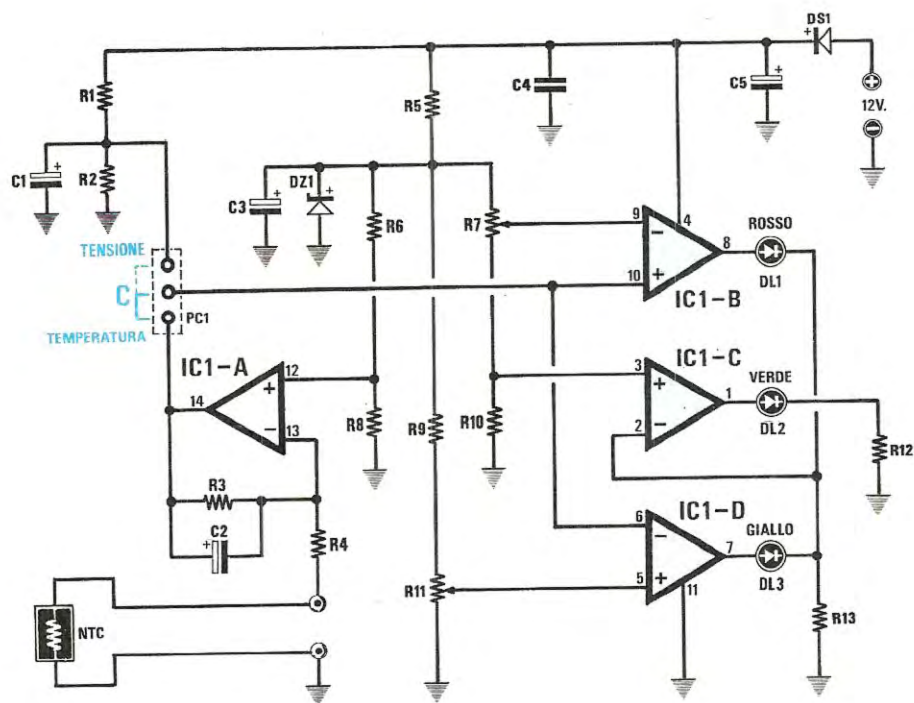 DS1
+
R1
R5
C4
C5
+
12V.
C1
+
R2
C3
+
DZ1
+
R6
R7
9
−
4
ROSSO
8
DL1
10
+
IC1-B
TENSIONE
C
PC1
TEMPERATURA
IC1-A
14
12
+
13
−
R8
R9
R10
IC1-C
3
+
2
−
1
VERDE
DL2
R12
R3
C2
+
R4
IC1-D
6
−
5
+
7
11
GIALLO
DL3
R11
R13
NTC